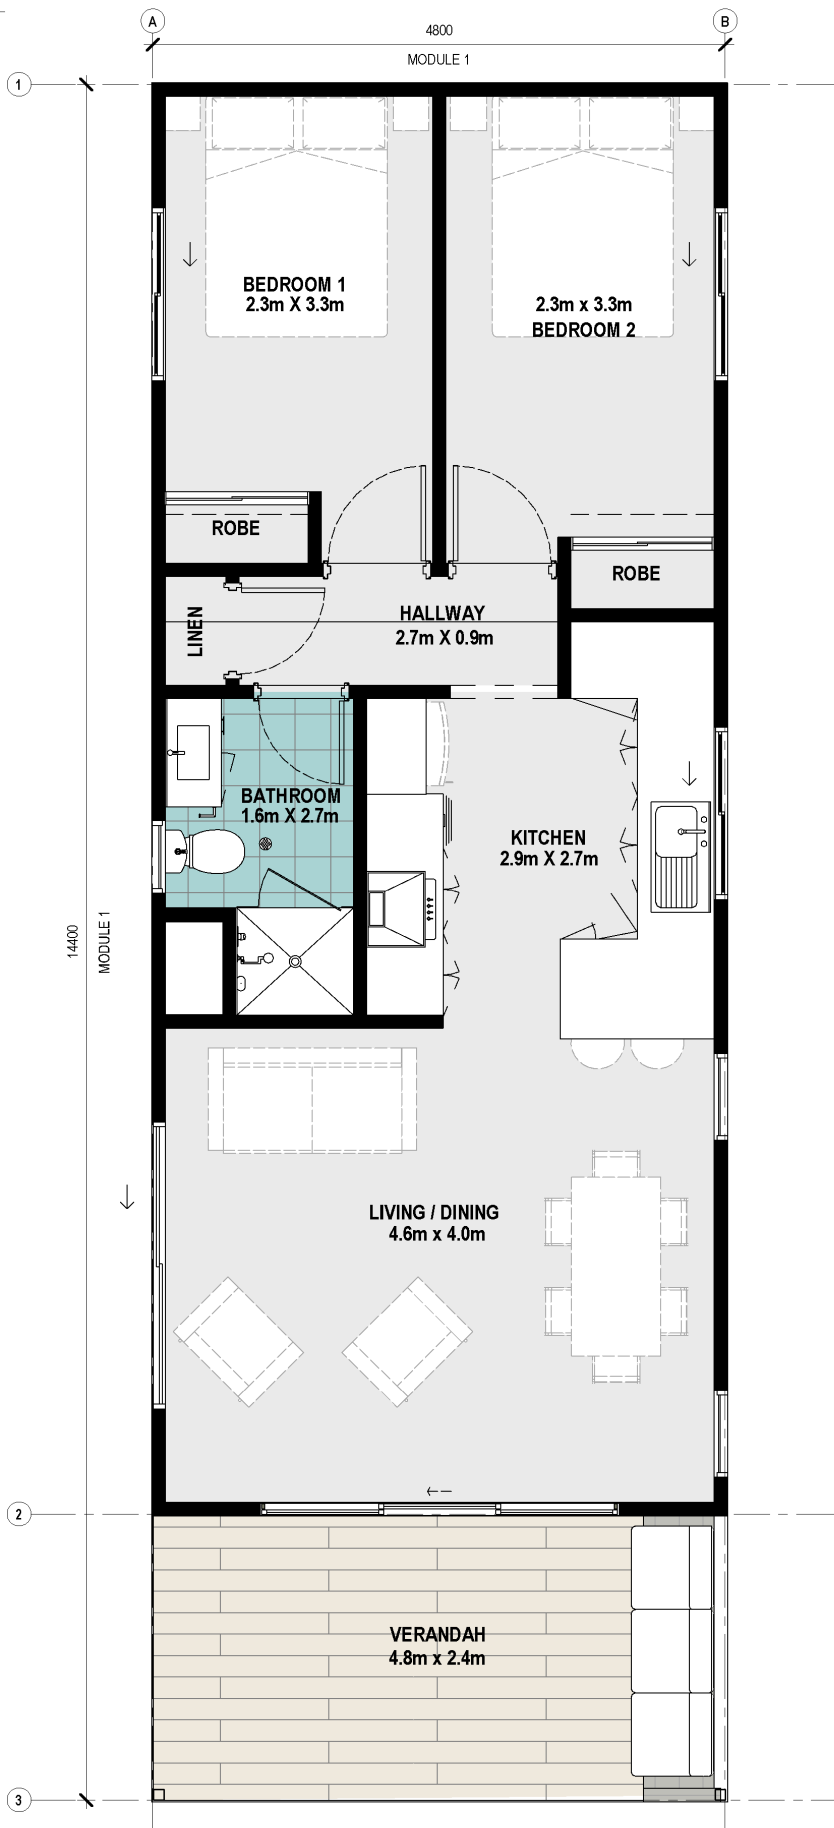 A
B
4800
MODULE 1
1
BEDROOM 1
2.3m X 3.3m
2.3m x 3.3m
BEDROOM 2
ROBE
ROBE
LINEN
HALLWAY
2.7m X 0.9m
BATHROOM
1.6m X 2.7m
KITCHEN
2.9m X 2.7m
14400
MODULE 1
LIVING / DINING
4.6m x 4.0m
2
VERANDAH
4.8m x 2.4m
3